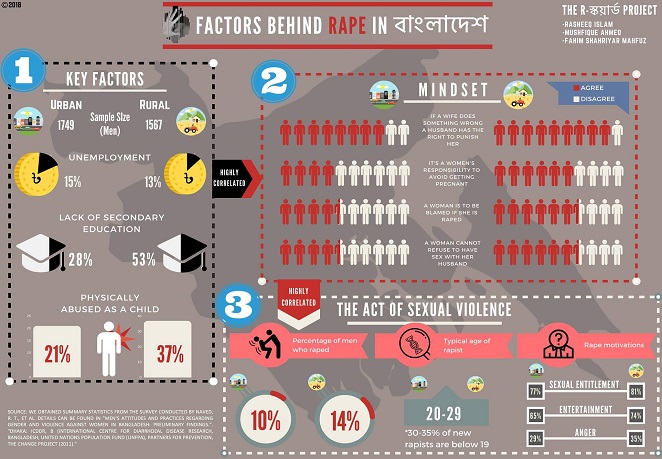 © 2018
FACTORS BEHIND RAPE IN বাংলাদেশ
THE R-স্কয়ার্ড PROJECT
-RASHEEQ ISLAM
-MUSHFIQUE AHMED
-FAHIM SHAHRIYAR MAHFUZ
1
KEY FACTORS
URBAN
1749
Sample Size
(Men)
RURAL
1567
UNEMPLOYMENT
৳
15%
13%
৳
LACK OF SECONDARY
EDUCATION
28%
53%
PHYSICALLY
ABUSED AS A CHILD
21%
37%
SOURCE: WE OBTAINED SUMMARY STATISTICS FROM THE SURVEY CONDUCTED BY NAVED,
R. T., ET AL. DETAILS CAN BE FOUND IN "MEN'S ATTITUDES AND PRACTICES REGARDING
GENDER AND VIOLENCE AGAINST WOMEN IN BANGLADESH: PRELIMINARY FINDINGS."
"DHAKA: ICDDR, B (INTERNATIONAL CENTRE FOR DIARRHOEAL DISEASE RESEARCH,
BANGLADESH, UNITED NATIONS POPULATION FUND (UNFPA), PARTNERS FOR PREVENTION,
THE CHANGE PROJECT (2011)."
HIGHLY
CORRELATED
2
MINDSET
AGREE
DISAGREE
IF A WIFE DOES
SOMETHING WRONG
A HUSBAND HAS THE
RIGHT TO PUNISH
HER
IT'S A WOMEN'S
RESPONSIBILITY TO
AVOID GETTING
PREGNANT
A WOMAN IS TO BE
BLAMED IF SHE IS
RAPED
A WOMAN CANNOT
REFUSE TO HAVE
SEX WITH HER
HUSBAND
HIGHLY
CORRELATED
3
THE ACT OF SEXUAL VIOLENCE
Percentage of men
who raped
10%
14%
Typical age of
rapist
20-29
*30-35% of new
rapists are below 19
Rape motivations
SEXUAL ENTITLEMENT
77%
81%
ENTERTAINMENT
65%
74%
ANGER
29%
35%